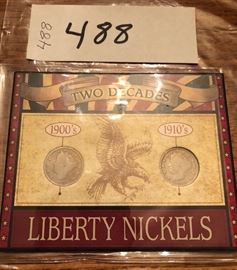 488
488
TWO DECADES
1900's 1910's
LIBERTY NICKELS